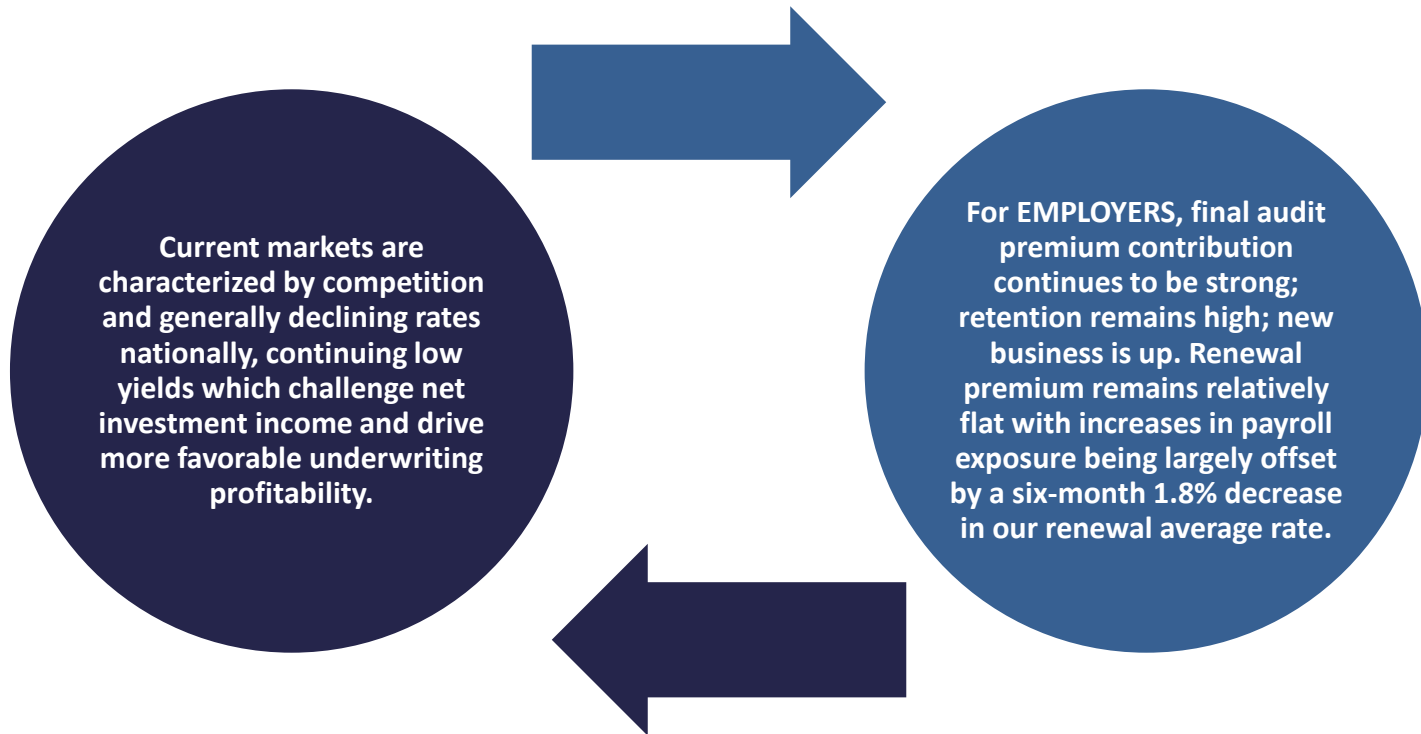 Current markets are
characterized by competition
and generally declining rates
nationally, continuing low
yields which challenge net
investment income and drive
more favorable underwriting
profitability.
For EMPLOYERS, final audit
premium contribution
continues to be strong;
retention remains high; new
business is up. Renewal
premium remains relatively
flat with increases in payroll
exposure being largely offset
by a six-month 1.8% decrease
in our renewal average rate.